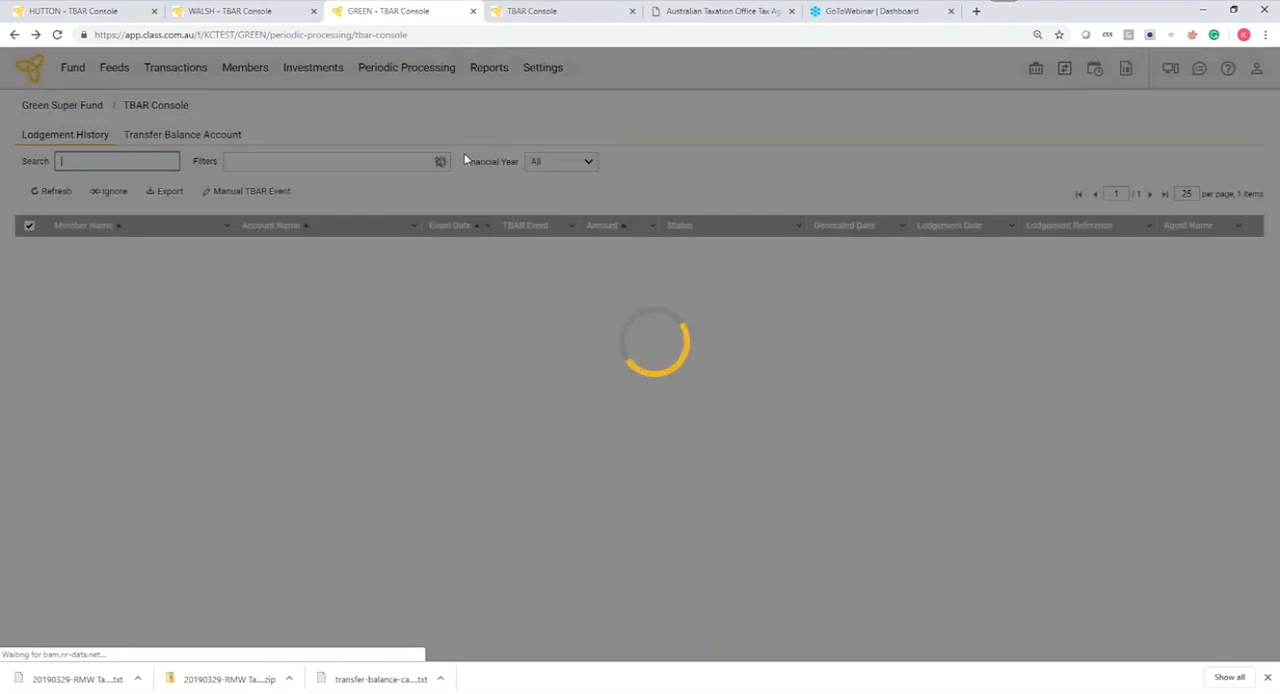 HUTTON - TBAR Console
WALSH - TBAR Console
GREEN - TBAR Console
TBAR Console
Australian Taxation Office Tax Ag
GoToWebinar | Dashboard
https://app.class.com.au/f/KCTEST/GREEN/periodic-processing/tbar-console
Fund Feeds Transactions Members Investments Periodic Processing Reports Settings
Green Super Fund / TBAR Console
Lodgement History Transfer Balance Account
Search Filters Financial Year All
Refresh Ignore Export Manual TBAR Event 1 / 1 25 per page, 1 items
Member Name Account Name Event Date TBAR Event Amount Status Generated Date Lodgement Date Lodgement Reference Agent Name
Waiting for bam.nr-data.net...
20190329-RMW Ta....txt 20190329-RMW Ta....zip transfer-balance-ca....txt Show all